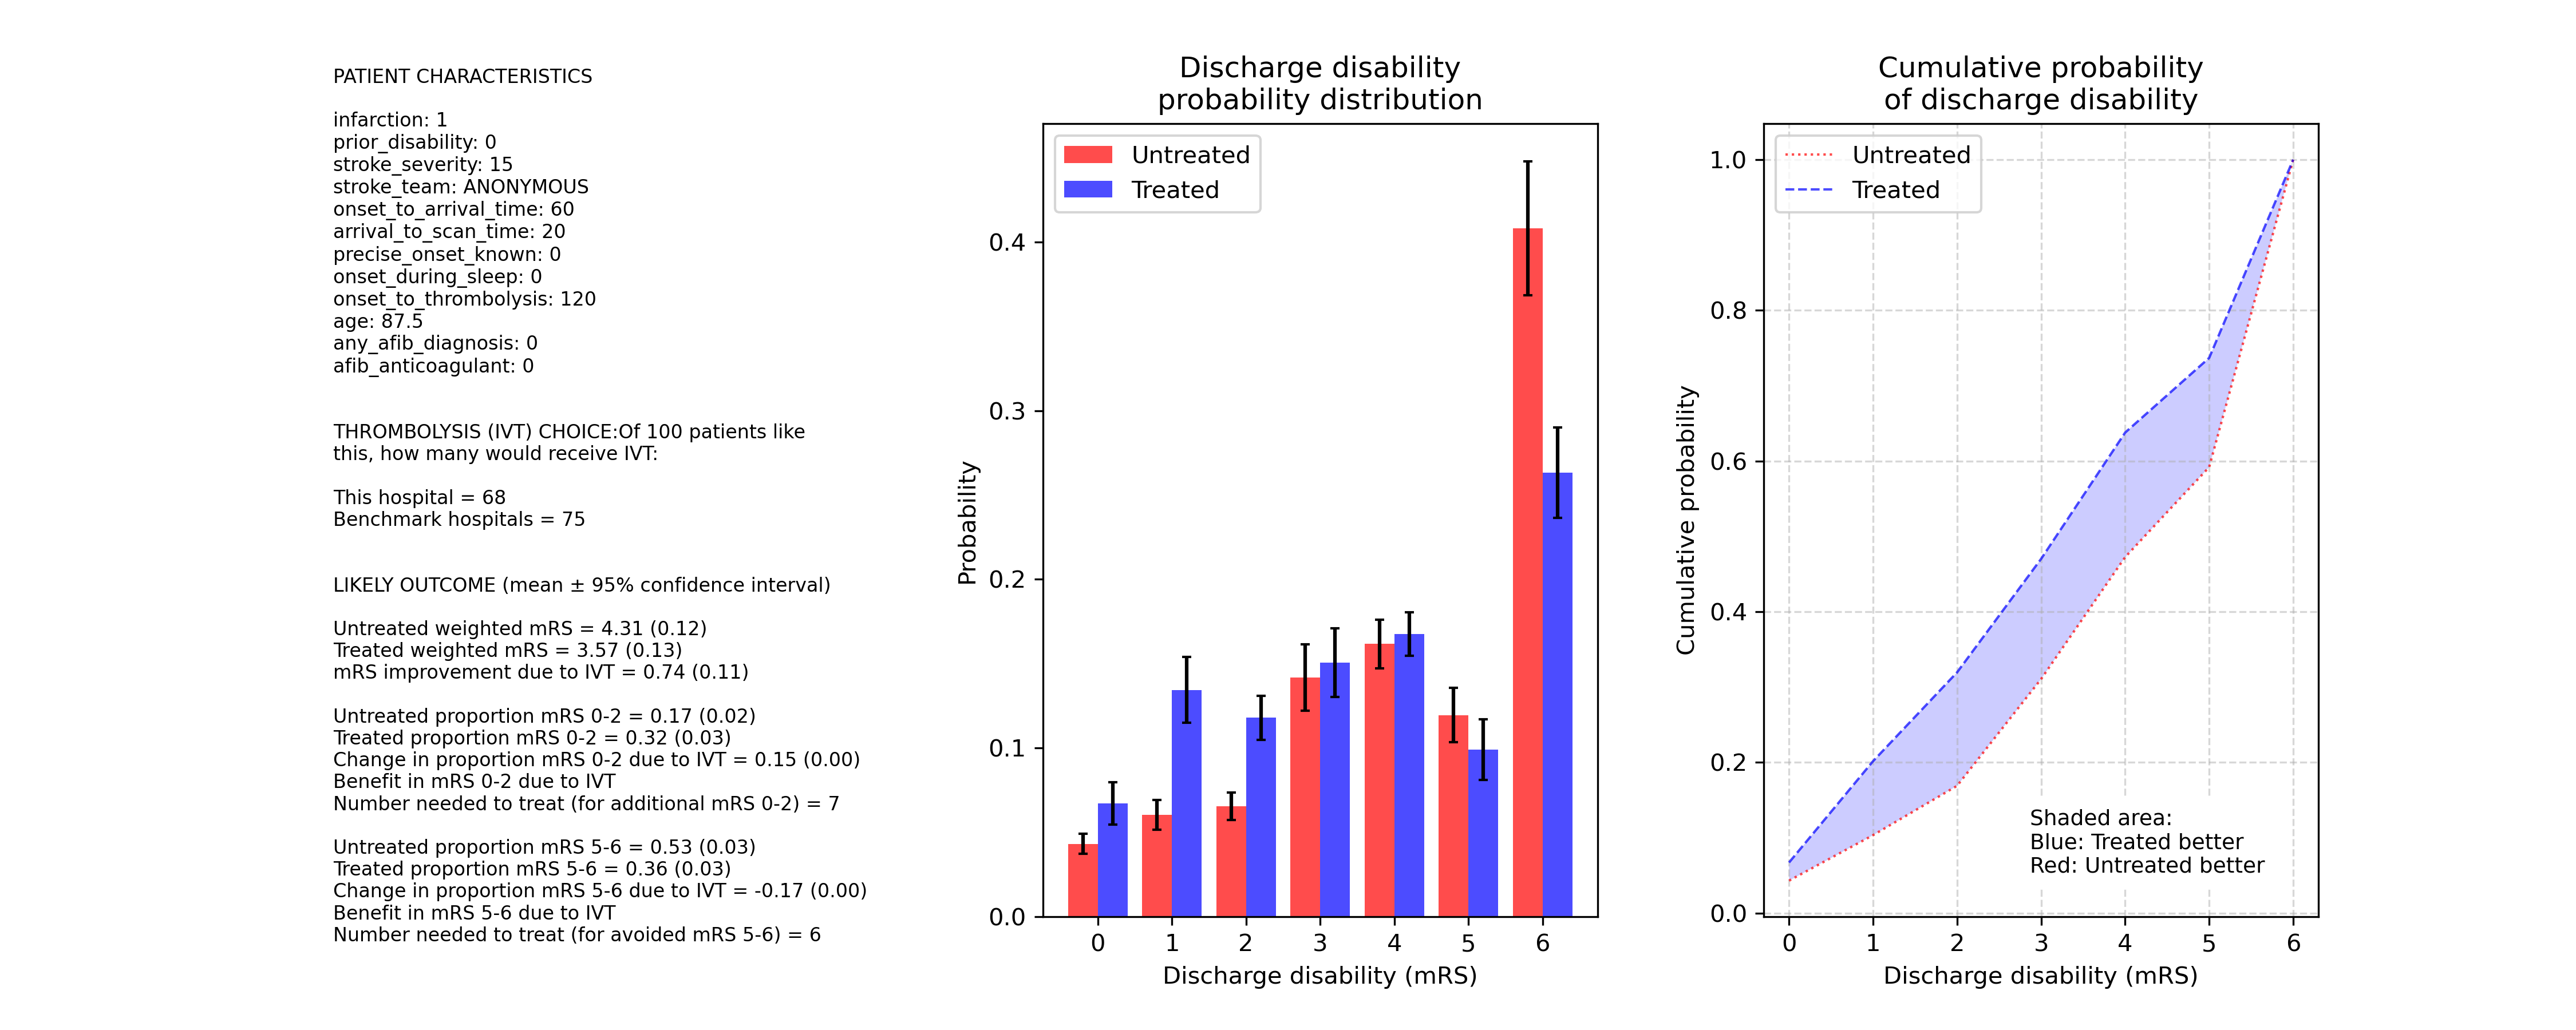 PATIENT CHARACTERISTICS
infarction: 1
prior_disability: 0
stroke_severity: 15
stroke_team: ANONYMOUS
onset_to_arrival_time: 60
arrival_to_scan_time: 20
precise_onset_known: 0
onset_during_sleep: 0
onset_to_thrombolysis: 120
age: 87.5
any_afib_diagnosis: 0
afib_anticoagulant: 0
THROMBOLYSIS (IVT) CHOICE:Of 100 patients like
this, how many would receive IVT:
This hospital = 68
Benchmark hospitals = 75
LIKELY OUTCOME (mean ± 95% confidence interval)
Untreated weighted mRS = 4.31 (0.12)
Treated weighted mRS = 3.57 (0.13)
mRS improvement due to IVT = 0.74 (0.11)
Untreated proportion mRS 0-2 = 0.17 (0.02)
Treated proportion mRS 0-2 = 0.32 (0.03)
Change in proportion mRS 0-2 due to IVT = 0.15 (0.00)
Benefit in mRS 0-2 due to IVT
Number needed to treat (for additional mRS 0-2) = 7
Untreated proportion mRS 5-6 = 0.53 (0.03)
Treated proportion mRS 5-6 = 0.36 (0.03)
Change in proportion mRS 5-6 due to IVT = -0.17 (0.00)
Benefit in mRS 5-6 due to IVT
Number needed to treat (for avoided mRS 5-6) = 6
Discharge disability
probability distribution
Untreated
Treated
Probability
0.4
0.3
0.2
0.1
0.0
0 1 2 3 4 5 6
Discharge disability (mRS)
Cumulative probability
of discharge disability
Untreated
Treated
Cumulative probability
1.0
0.8
0.6
0.4
0.2
0.0
Shaded area:
Blue: Treated better
Red: Untreated better
0 1 2 3 4 5 6
Discharge disability (mRS)